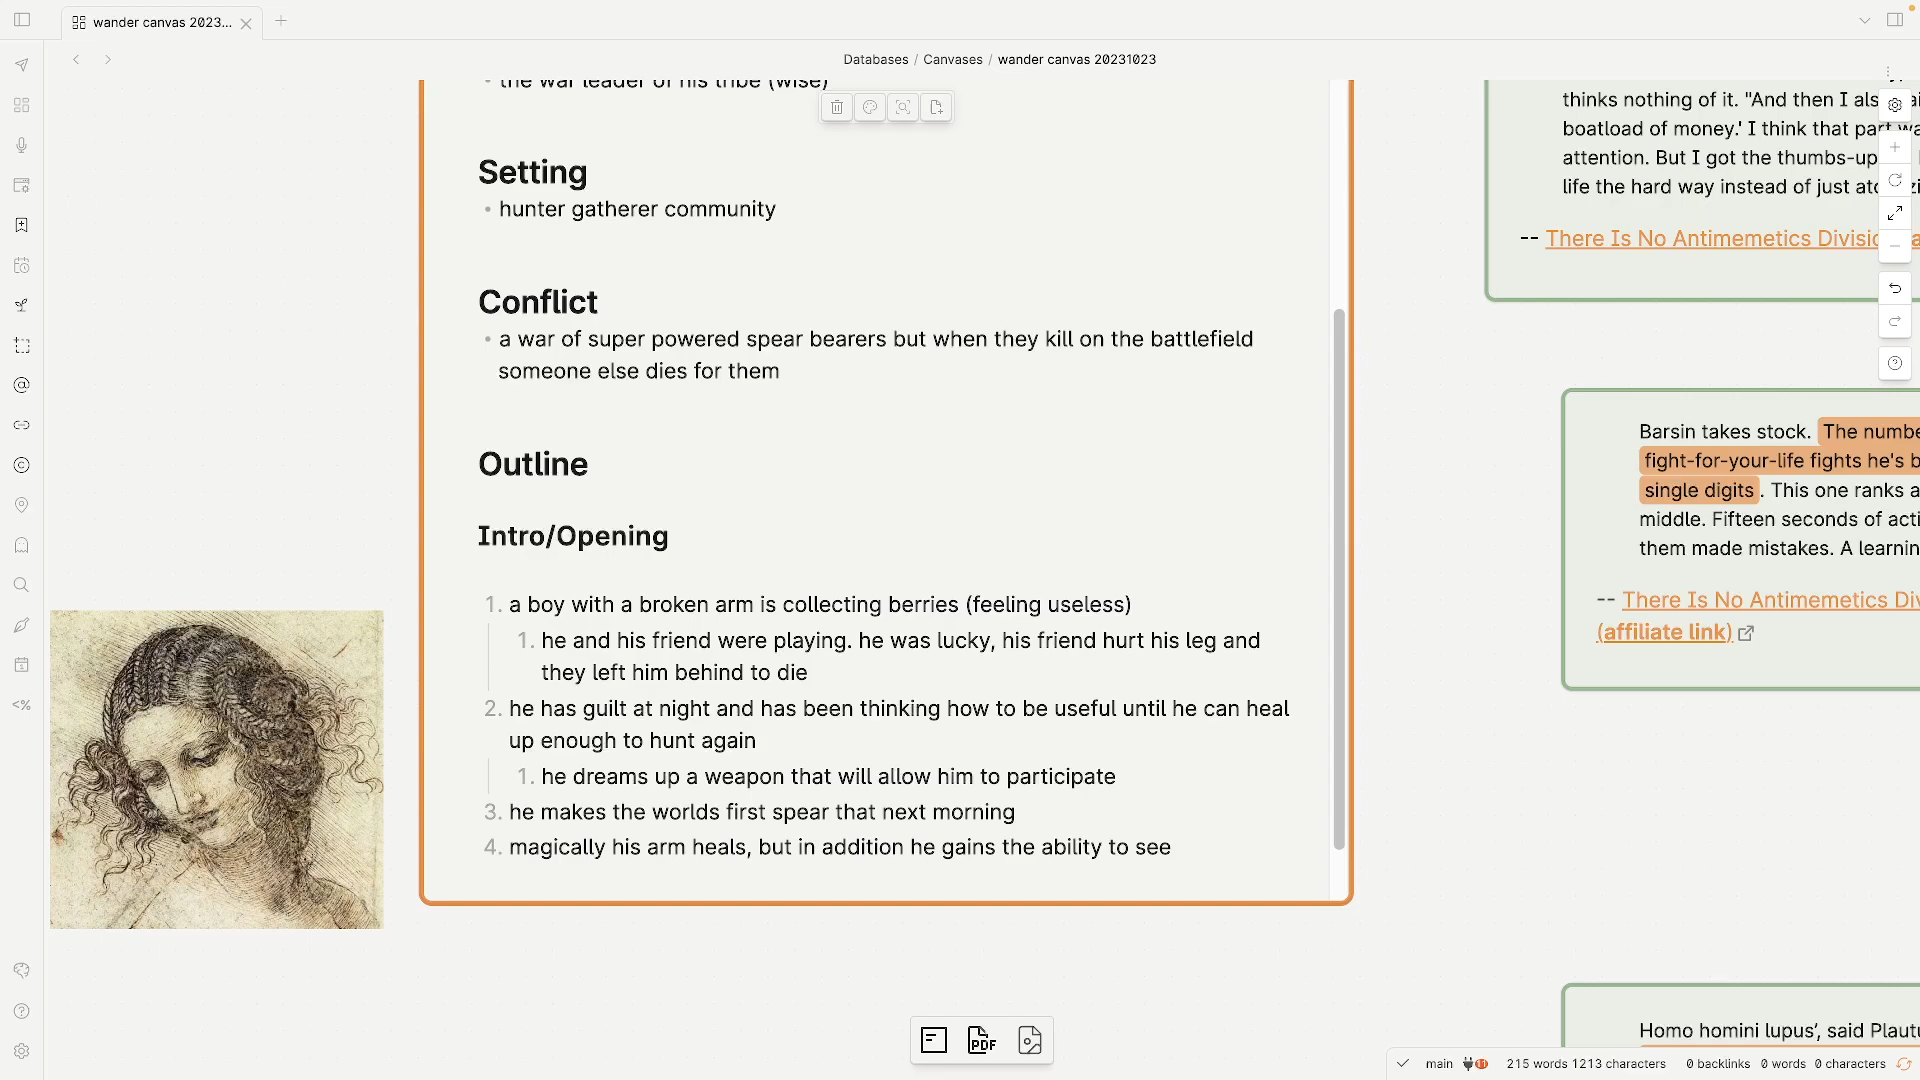 wander canvas 2023...
Databases / Canvases / wander canvas 20231023
the war leader of his tribe (wise)
Setting
hunter gatherer community
Conflict
a war of super powered spear bearers but when they kill on the battlefield
someone else dies for them
Outline
Intro/Opening
1. a boy with a broken arm is collecting berries (feeling useless)
1. he and his friend were playing. he was lucky, his friend hurt his leg and
they left him behind to die
2. he has guilt at night and has been thinking how to be useful until he can heal
up enough to hunt again
1. he dreams up a weapon that will allow him to participate
3. he makes the worlds first spear that next morning
4. magically his arm heals, but in addition he gains the ability to see
thinks nothing of it. "And then I
boatload of money.' I think that
attention. But I got the thumbs-up
life the hard way instead of just
-- There Is No Antimemetics
Barsin takes stock. The
fight-for-your-life fights he's
single digits. This one ranks
middle. Fifteen seconds of
them made mistakes. A
-- There Is No Antimemetics
(affiliate link)
Homo homini lupus', said
PDF
main
215 words 1213 characters
0 backlinks 0 words 0 characters